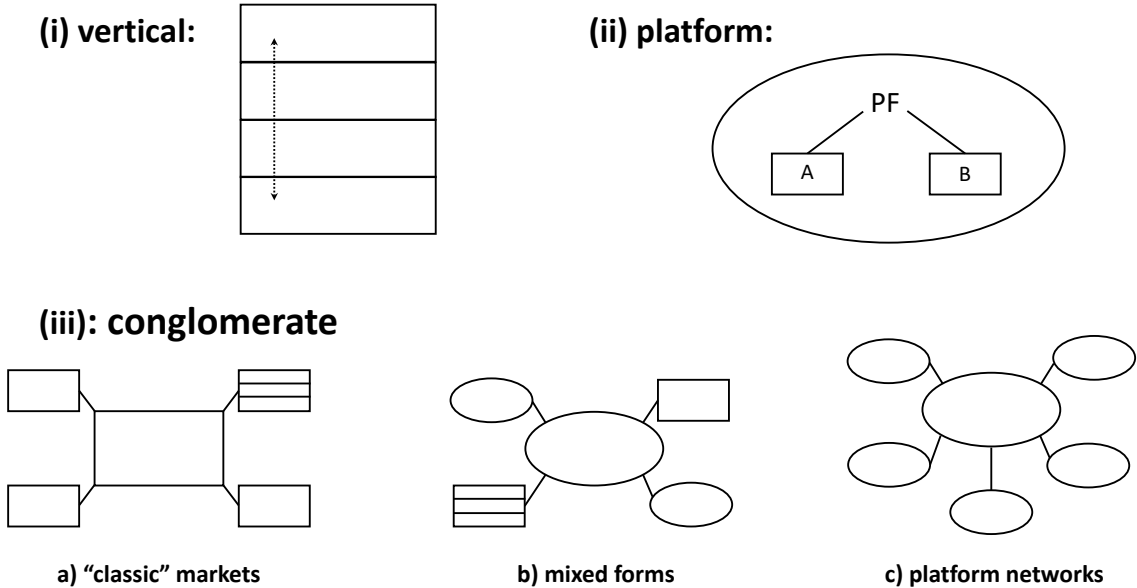 (i) vertical:
(ii) platform:
PF
A
B
(iii): conglomerate
a) “classic” markets
b) mixed forms
c) platform networks